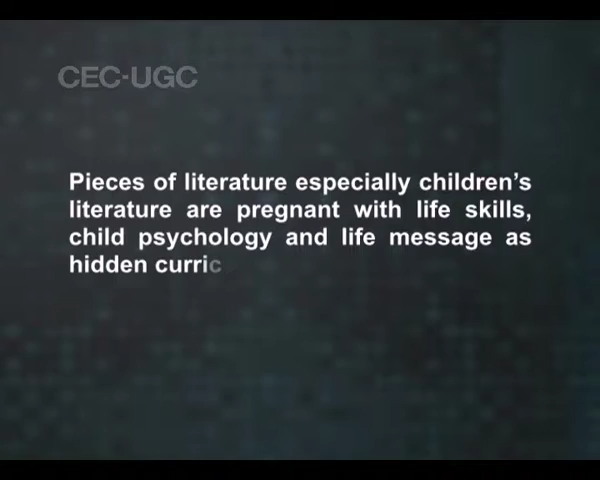 CEC-UGC
Pieces of literature especially children's
literature are pregnant with life skills,
child psychology and life message as
hidden curric